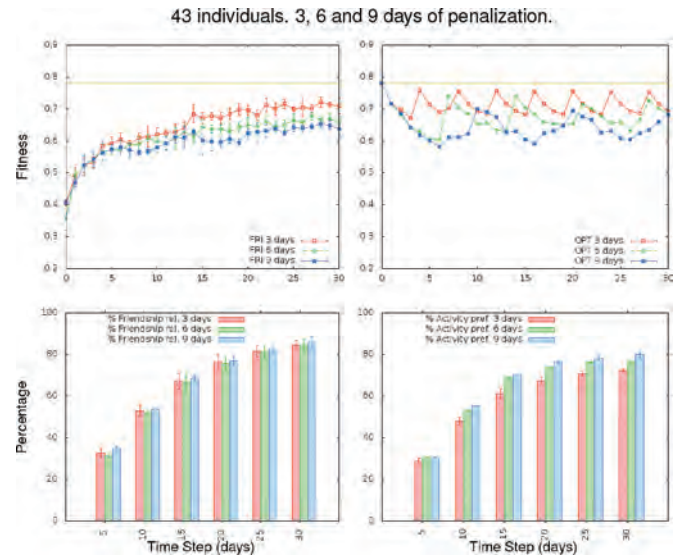 43 individuals. 3, 6 and 9 days of penalization.
0.9
0.8
0.7
0.6
0.5
0.4
0.3
0.2
Fitness
FRI 3 days
FRI 6 days
FRI 9 days
0 5 10 15 20 25 30
0.9
0.8
0.7
0.6
0.5
0.4
0.3
0.2
OPT 3 days
OPT 6 days
OPT 9 days
0 5 10 15 20 25 30
100
80
60
40
20
0
Percentage
% Friendship rel. 3 days
% Friendship rel. 6 days
% Friendship rel. 9 days
5 10 15 20 25 30
Time Step (days)
100
80
60
40
20
0
% Activity pref. 3 days
% Activity pref. 6 days
% Activity pref. 9 days
5 10 15 20 25 30
Time Step (days)